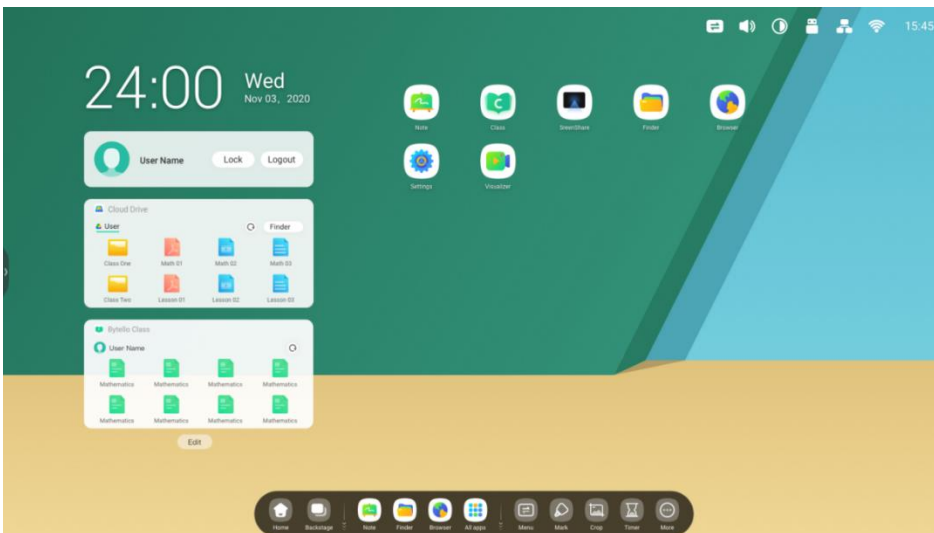 15:45
24:00
Wed
Nov 03, 2020
Note Class SmartShare Finder Browser
User Name Lock Logout
Settings Visualizer
Cloud Drive
User Finder
Class One Math 01 Math 02 Math 03
Class Two Lesson 01 Lesson 02 Lesson 03
Bytello Class
User Name
Mathematics Mathematics Mathematics Mathematics
Mathematics Mathematics Mathematics Mathematics
Edit
Home Backstage Note Finder Browser All apps Menu Mark Crop Timer More